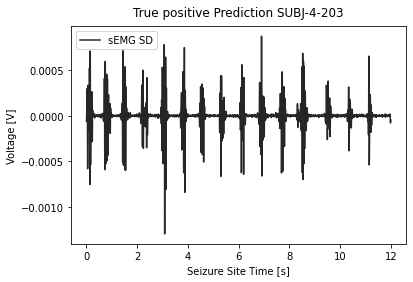 True positive Prediction SUBJ-4-203
sEMG SD
0.0005
0.0000
−0.0005
−0.0010
Voltage [V]
0 2 4 6 8 10 12
Seizure Site Time [s]